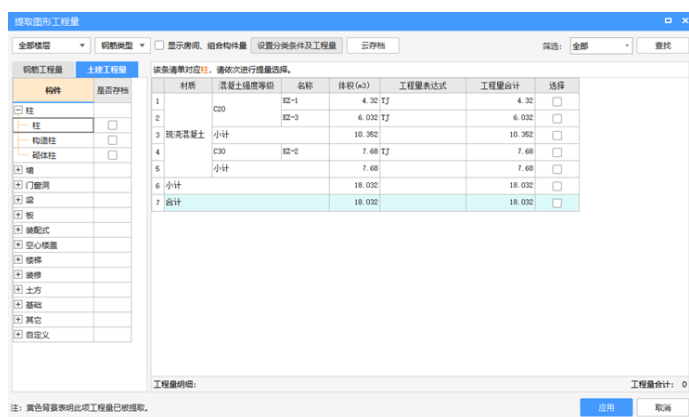 提取图形工程量
全部楼层 钢筋类型 显示房间、组合构件量 设置分类条件及工程量 云存档 筛选: 全部 查找
钢筋工程量 土建工程量 该条清单对应柱，请依次进行提量选择。
构件 是否存档
材质 混凝土强度等级 名称 体积(m3) 工程量表达式 工程量合计 选择
柱
柱
构造柱
砌体柱
墙
门窗洞
梁
板
装配式
空心楼盖
楼梯
装修
土方
基础
其它
自定义
1 现浇混凝土 C20 KZ-1 4.32 TJ 4.32
2 KZ-3 6.032 TJ 6.032
3 小计 10.352 10.352
4 C30 KZ-2 7.68 TJ 7.68
5 小计 7.68 7.68
6 小计 18.032 18.032
7 合计 18.032 18.032
工程量明细: 工程量合计: 0
注: 黄色背景表明此项工程量已被提取。 应用 取消